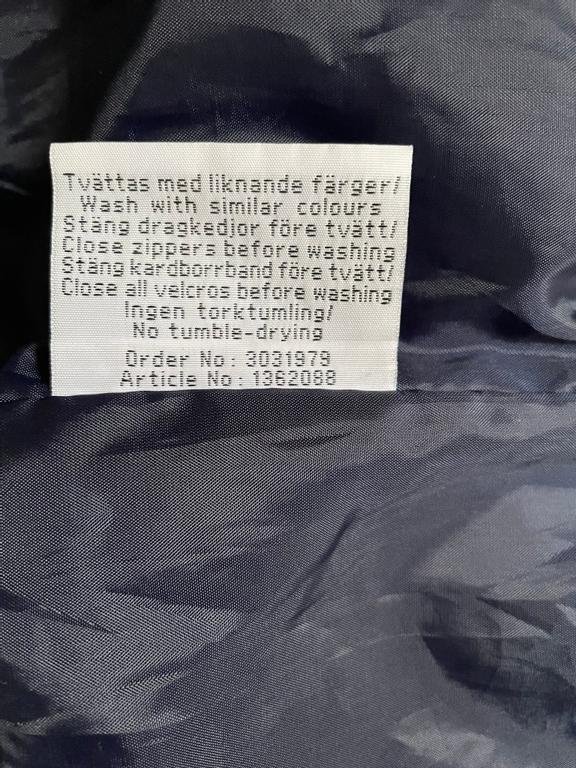 Tvättas med liknande färger/
Wash with similar colours
Stäng dragkedjor före tvätt/
Close zippers before washing
Stäng kardborrband före tvätt/
Close all velcros before washing
Ingen torktumling/
No tumble-drying
Order No: 3031979
Article No: 1362088